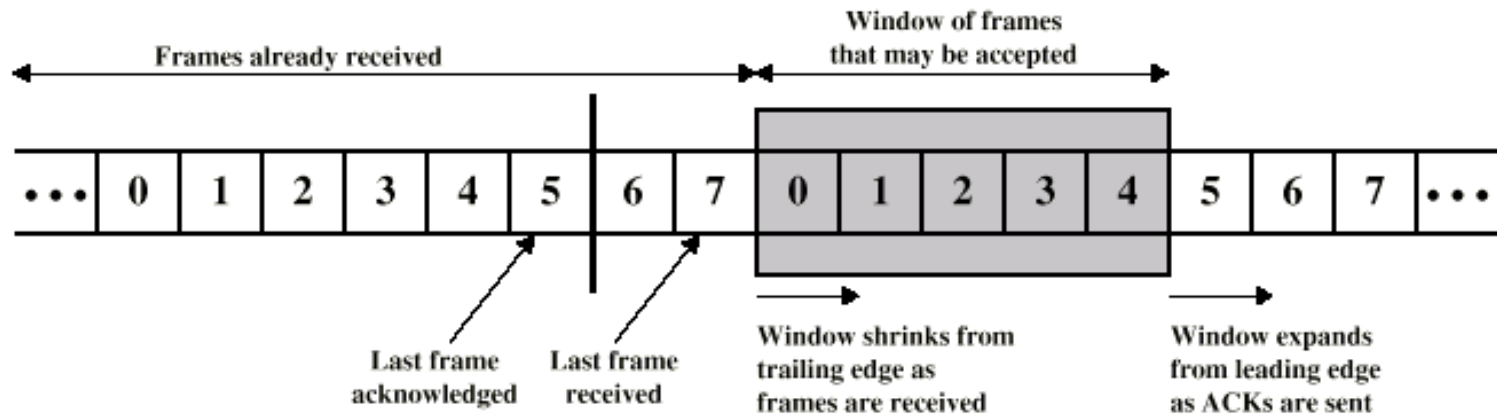 Window of frames
that may be accepted
Frames already received
••• 0 1 2 3 4 5 6 7 0 1 2 3 4 5 6 7 •••
Last frame
acknowledged
Last frame
received
Window shrinks from
trailing edge as
frames are received
Window expands
from leading edge
as ACKs are sent